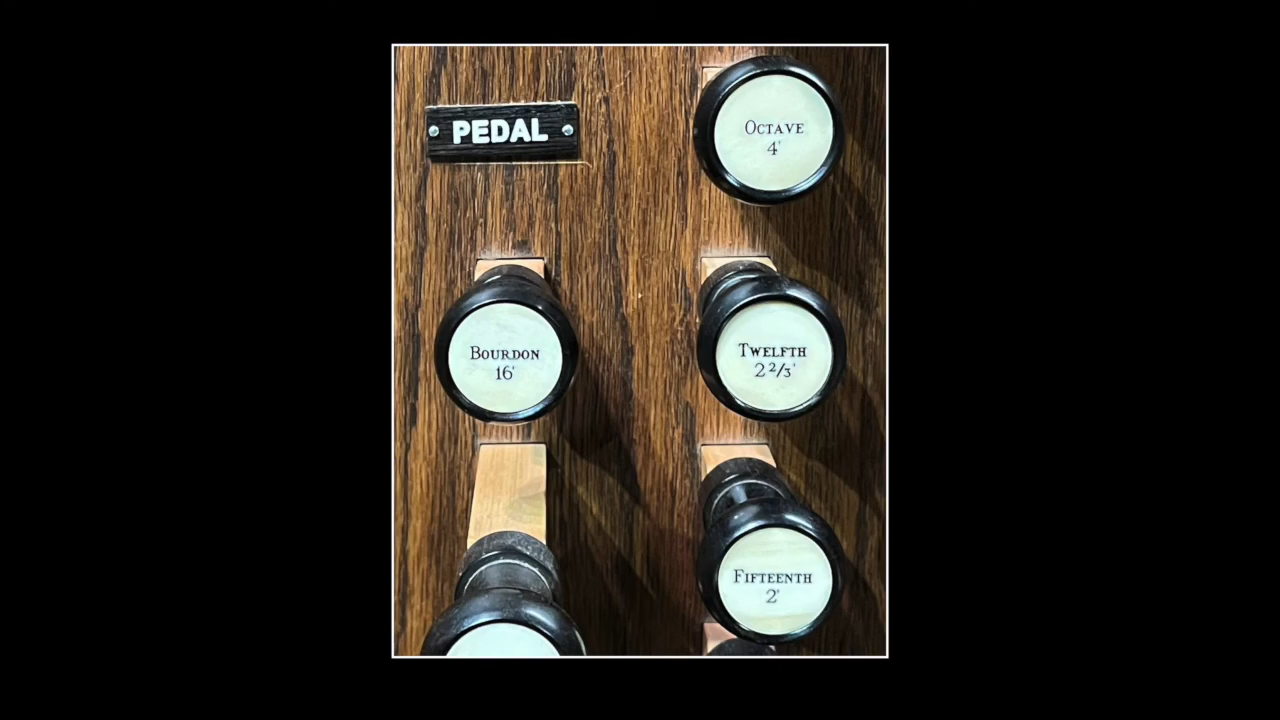 PEDAL
OCTAVE
4'
BOURDON
16'
TWELFTH
2 2/3'
FIFTEENTH
2'